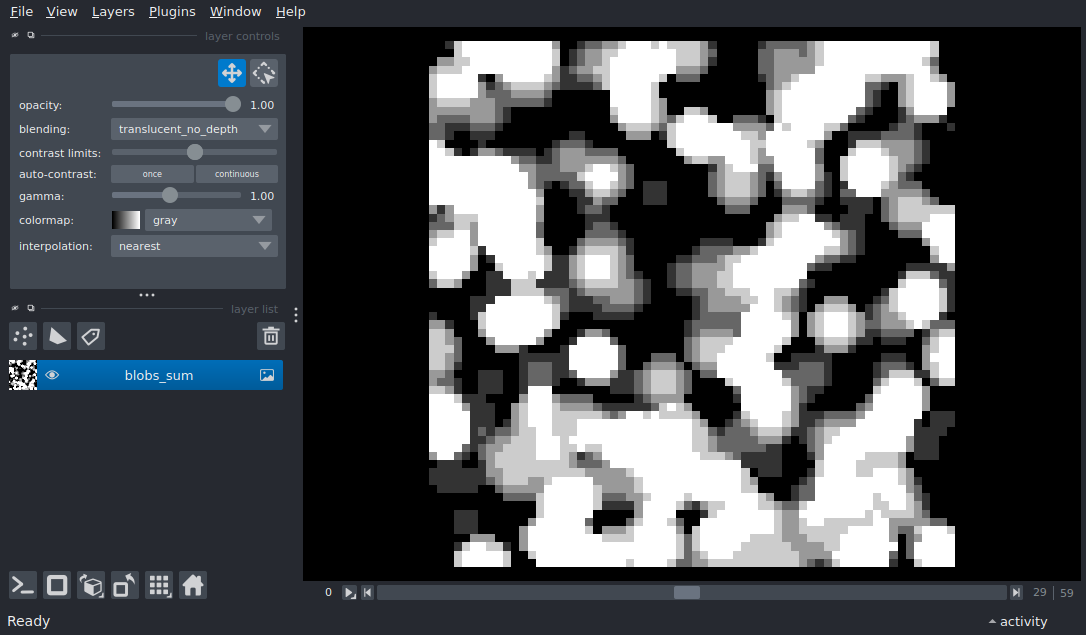 File View Layers Plugins Window Help
layer controls
opacity: 1.00
blending: translucent_no_depth
contrast limits:
auto-contrast: once continuous
gamma: 1.00
colormap: gray
interpolation: nearest
layer list
blobs_sum
0 29 59
Ready activity